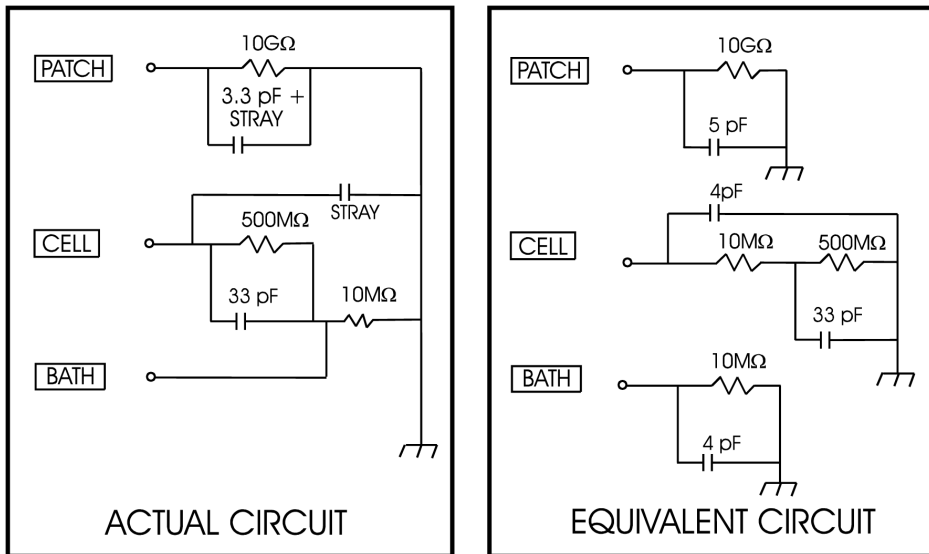 10GΩ
PATCH
3.3 pF +
STRAY
STRAY
500MΩ
CELL
33 pF
10MΩ
BATH
ACTUAL CIRCUIT
10GΩ
PATCH
5 pF
4pF
10MΩ
500MΩ
CELL
33 pF
10MΩ
BATH
4 pF
EQUIVALENT CIRCUIT